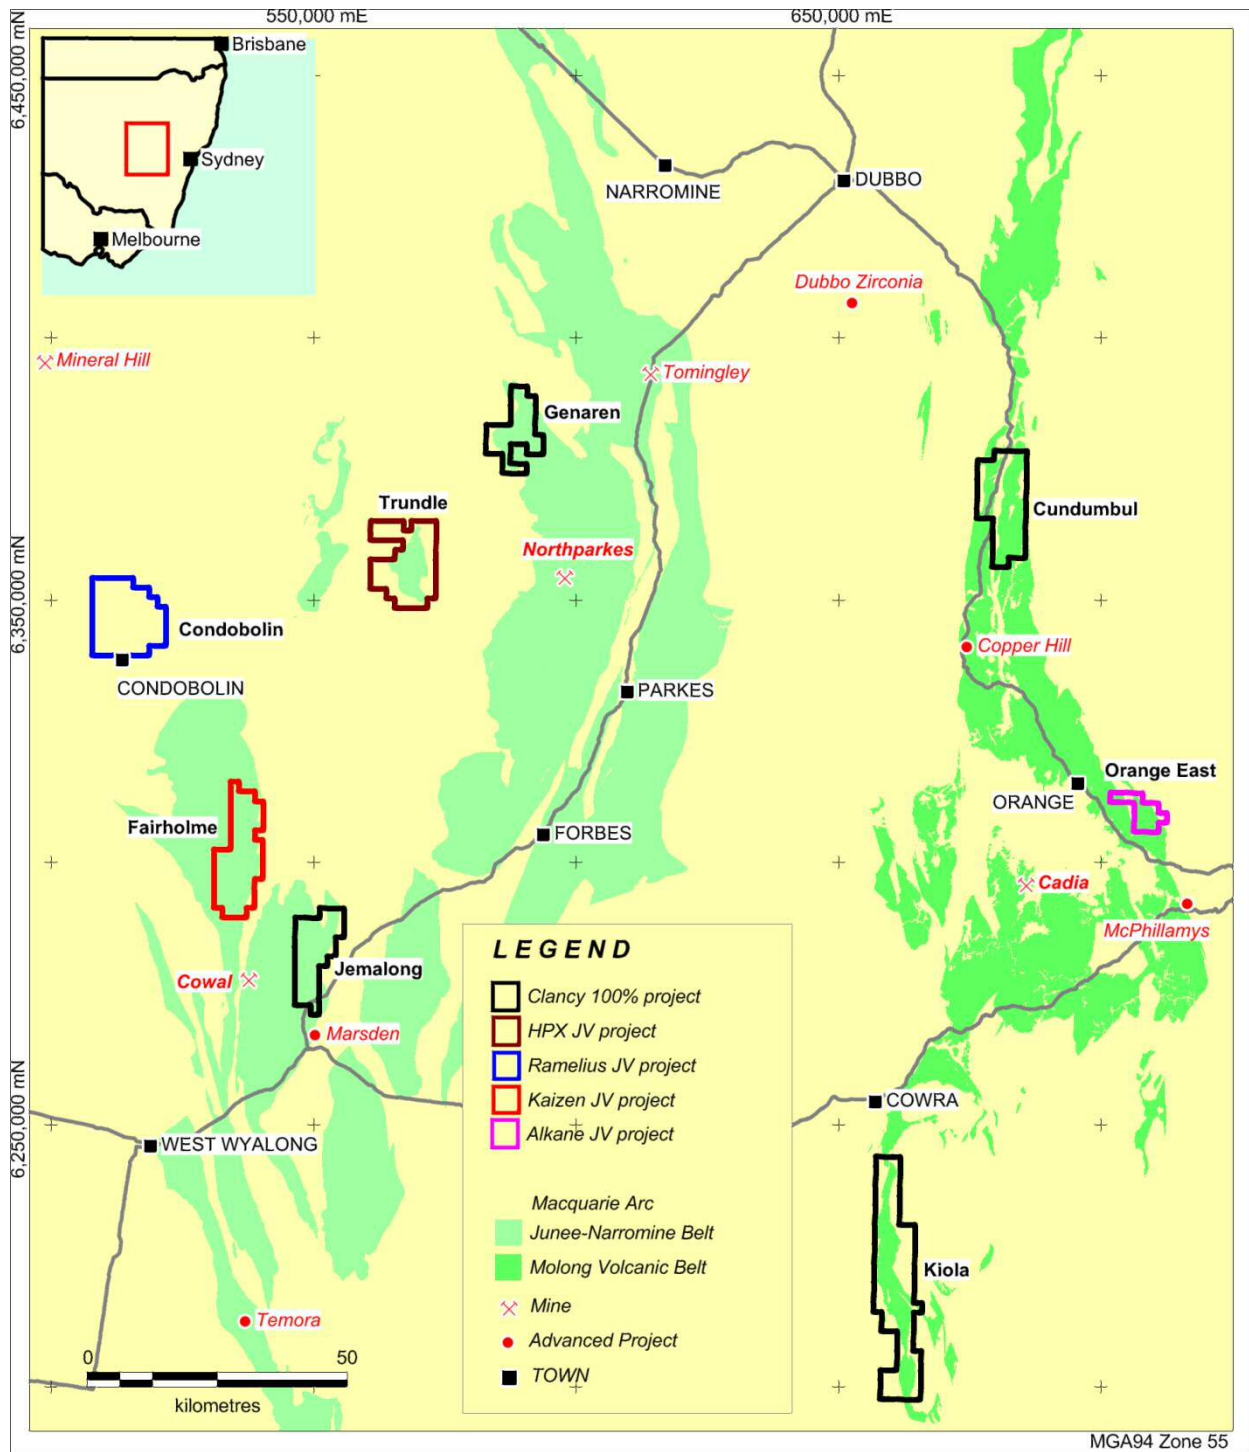 550,000 mE
650,000 mE
6,450,000 mN
Brisbane
Sydney
Melbourne
NARROMINE
DUBBO
Dubbo Zirconia
Mineral Hill
Tomingley
Genaren
Trundle
Cundumbul
Northparkes
6,350,000 mN
Condobolin
Copper Hill
CONDOBOLIN
PARKES
Orange East
ORANGE
Fairholme
FORBES
Cadia
McPhillamys
LEGEND
Jemalong
Cowal
Clancy 100% project
Marsden
HPX JV project
Ramelius JV project
Kaizen JV project
COWRA
Alkane JV project
6,250,000 mN
WEST WYALONG
Macquarie Arc
Junee-Narromine Belt
Molong Volcanic Belt
Kiola
Mine
Temora
Advanced Project
0 50
TOWN
kilometres
MGA94 Zone 55